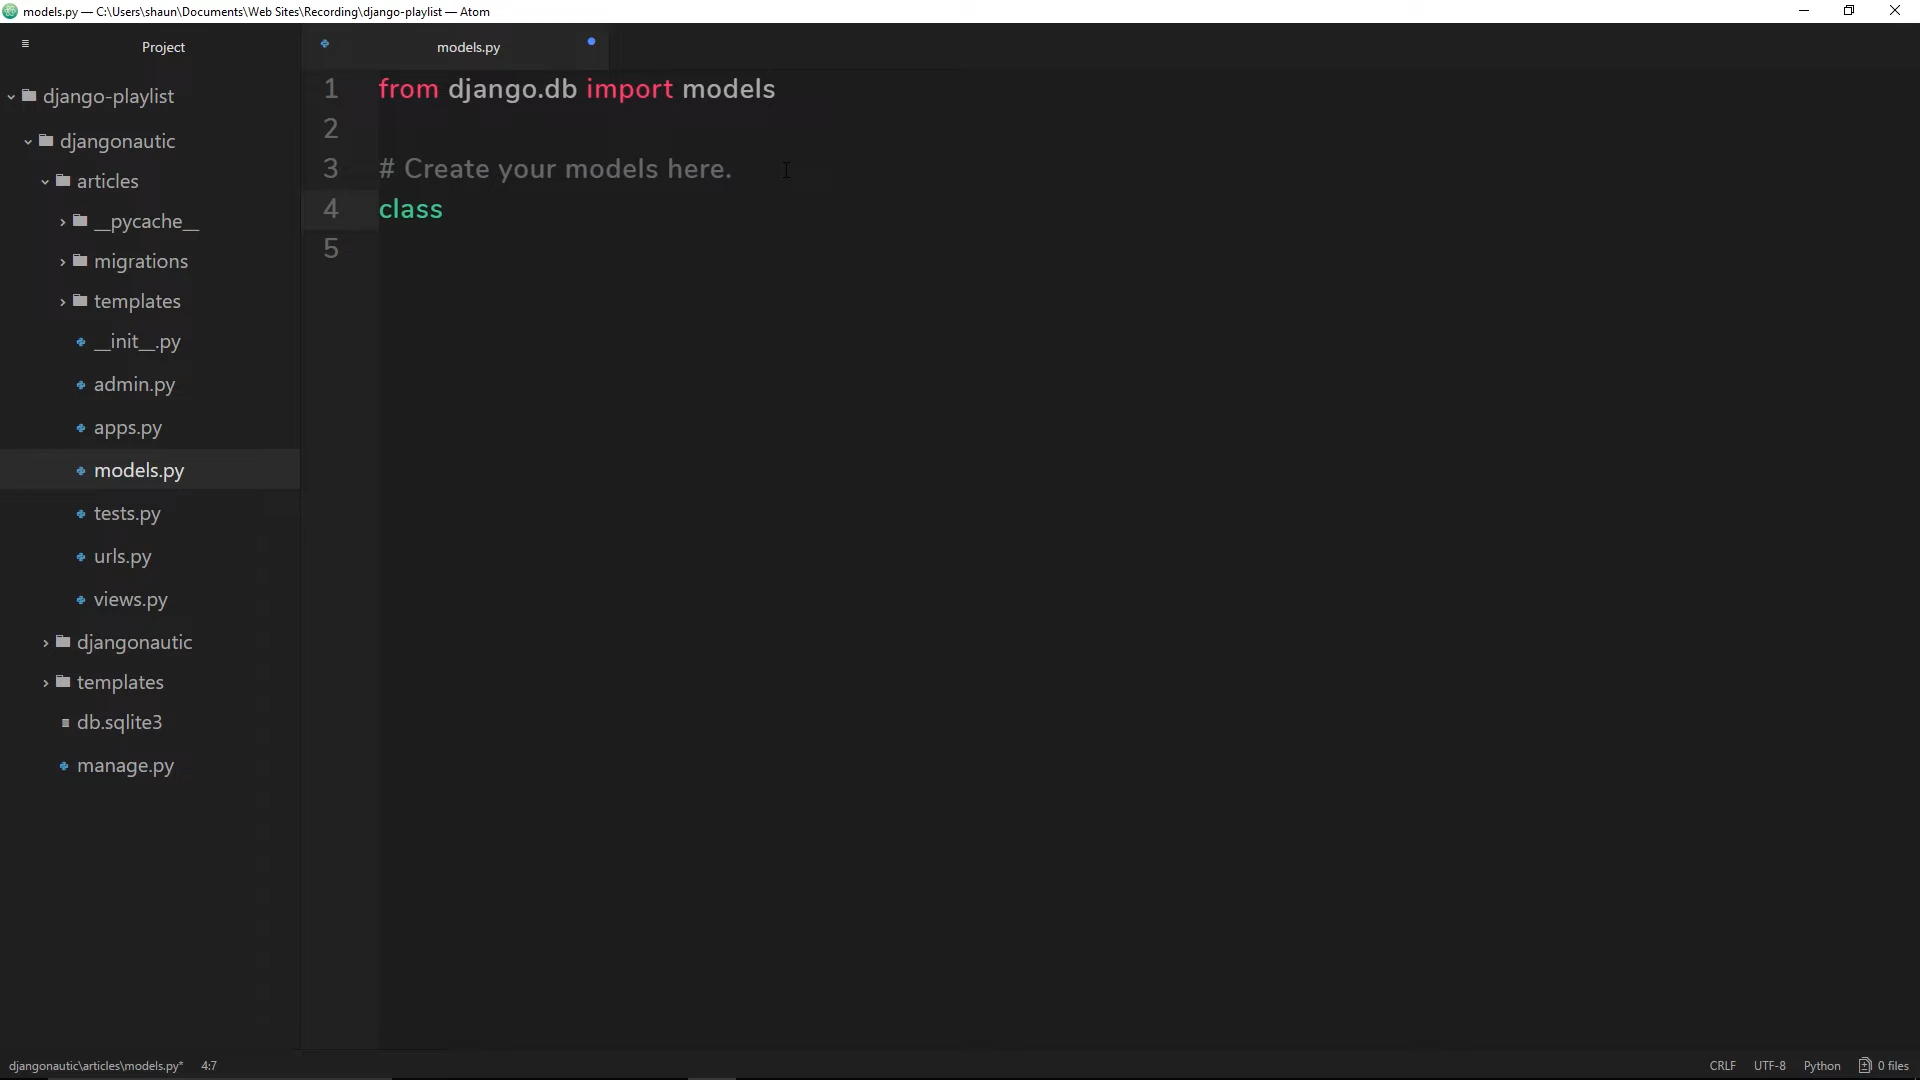 models.py — C:\Users\shaun\Documents\Web Sites\Recording\django-playlist — Atom
Project
models.py
django-playlist
djangonautic
articles
__pycache__
migrations
templates
__init__.py
admin.py
apps.py
models.py
tests.py
urls.py
views.py
djangonautic
templates
db.sqlite3
manage.py
1 from django.db import models
2
3 # Create your models here.
4 class
5
djangonautic\articles\models.py* 4:7
CRLF UTF-8 Python 0 files